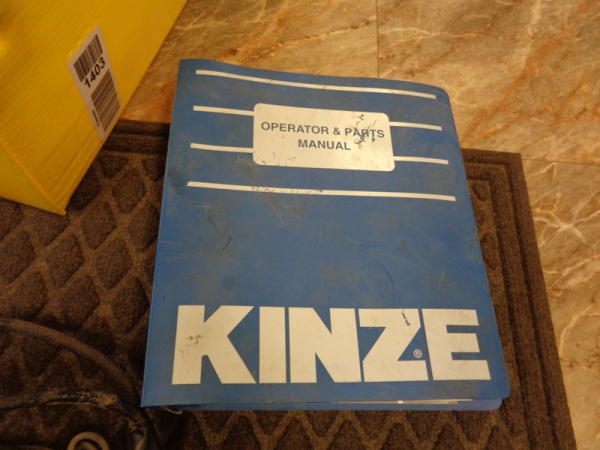 1403
OPERATOR & PARTS
MANUAL
KINZE®